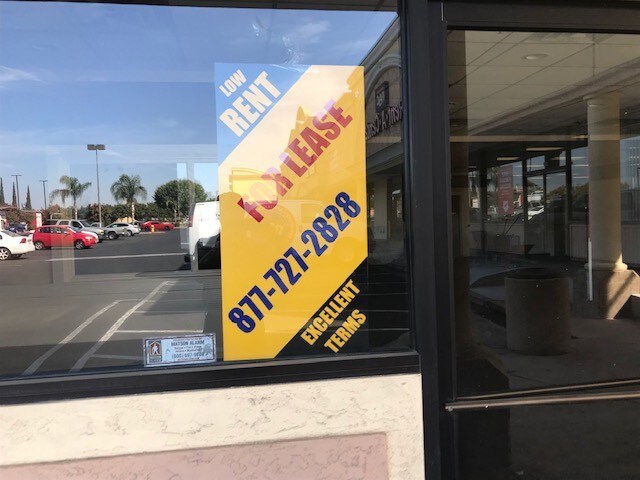 LOW
RENT
FOR LEASE
877-727-2828
EXCELLENT
TERMS
WATSON ALARM